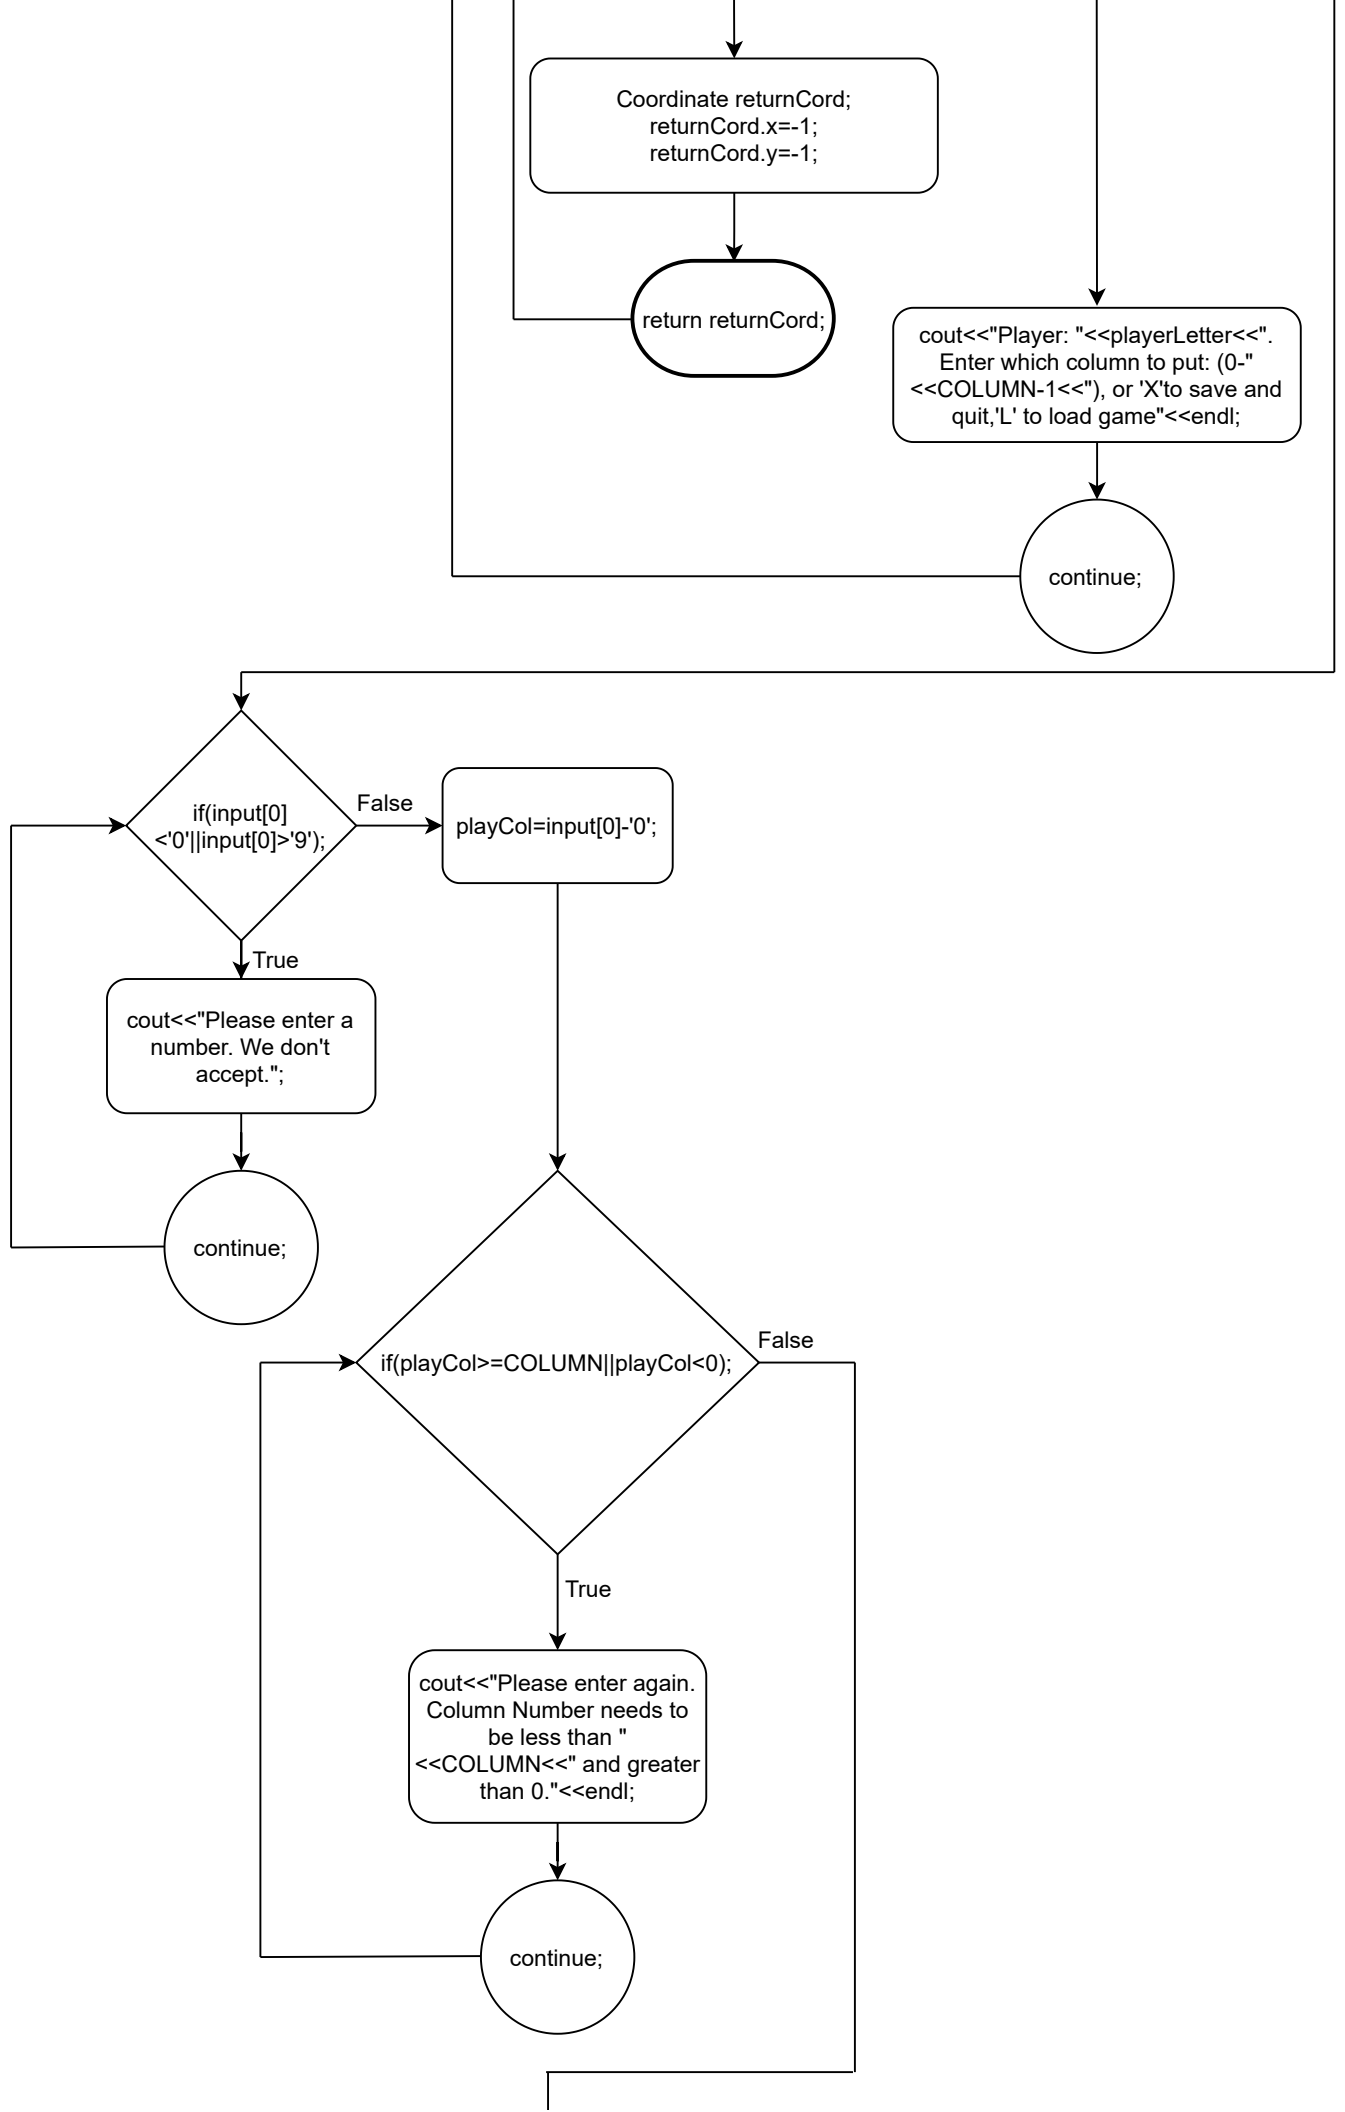 Coordinate returnCord;
returnCord.x=-1;
returnCord.y=-1;
return returnCord;
cout<<"Player: "<<playerLetter<<".
Enter which column to put: (0-"
<<COLUMN-1<<"), or 'X'to save and
quit,'L' to load game"<<endl;
continue;
if(input[0]
<'0'||input[0]>'9');
False
playCol=input[0]-'0';
True
cout<<"Please enter a
number. We don't
accept.";
continue;
if(playCol>=COLUMN||playCol<0);
False
True
cout<<"Please enter again.
Column Number needs to
be less than "
<<COLUMN<<" and greater
than 0."<<endl;
continue;